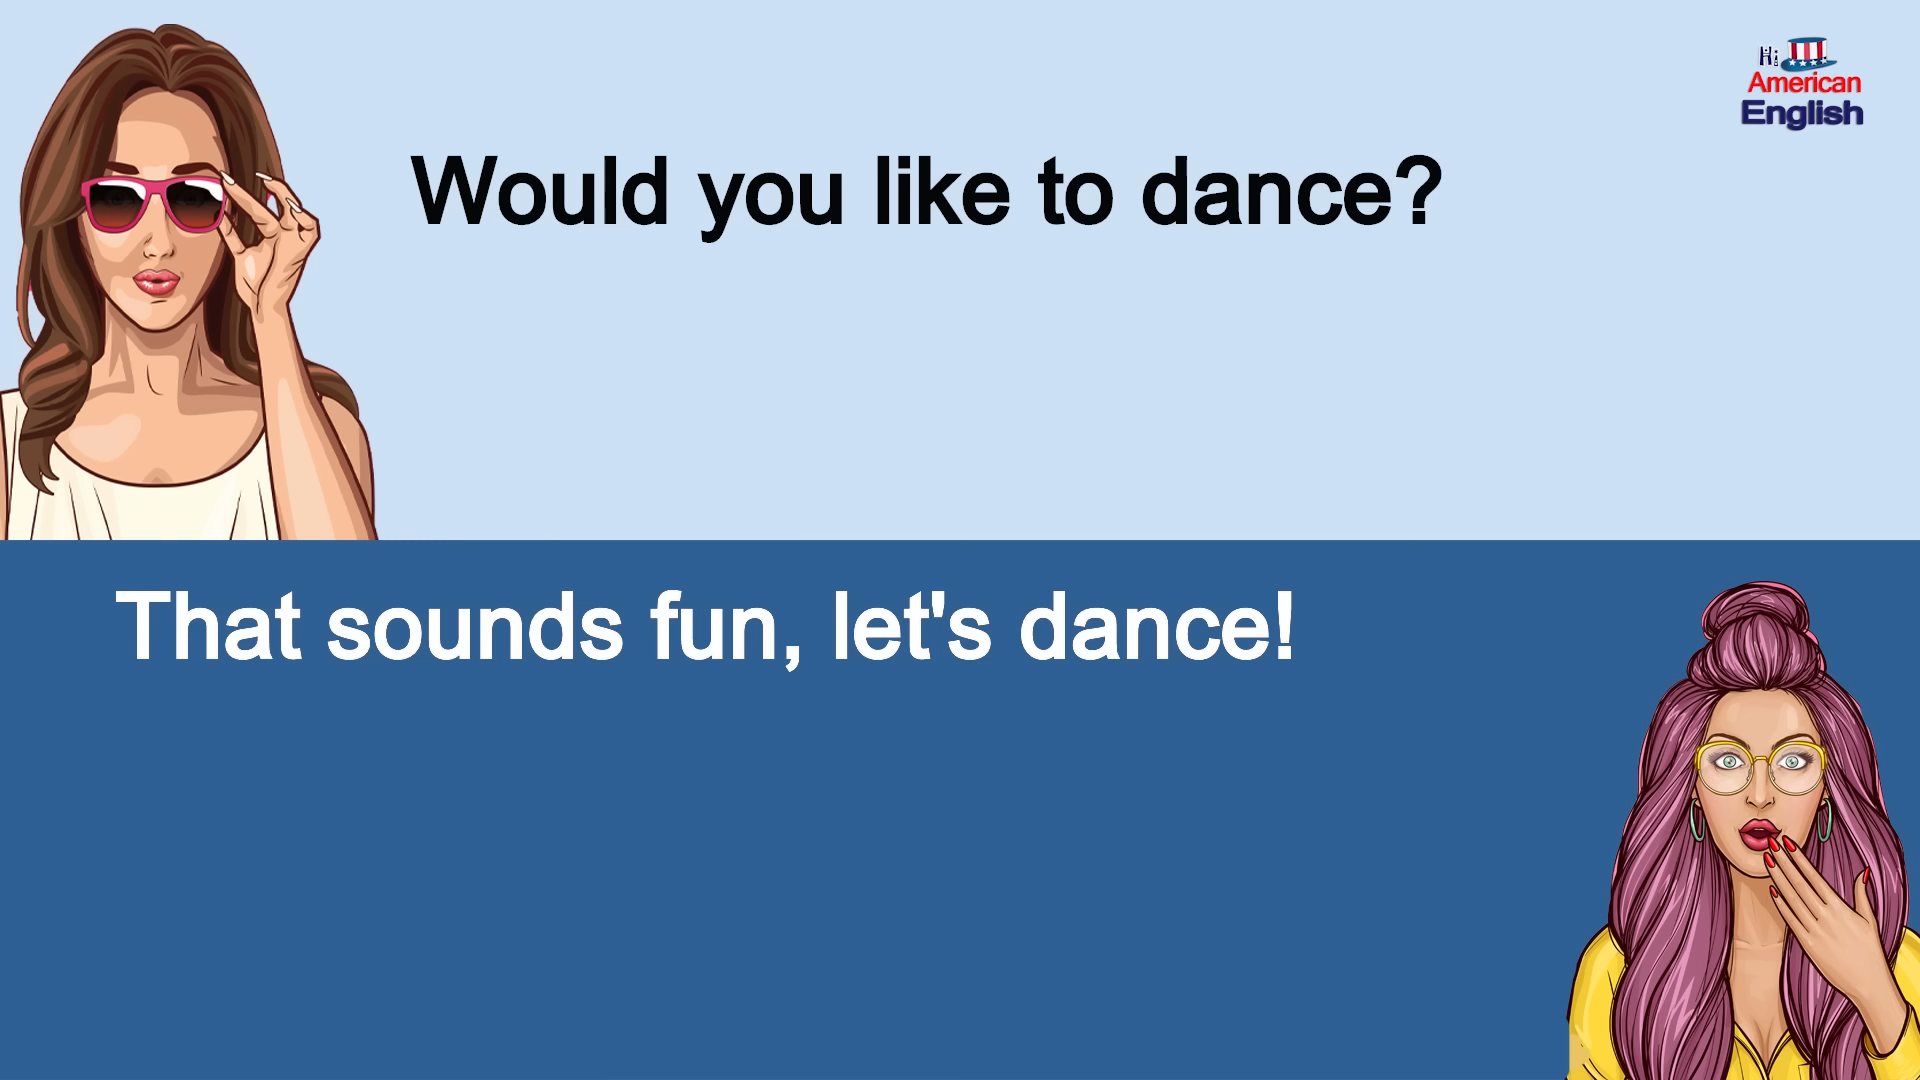 Hi
American
English
Would you like to dance?
That sounds fun, let's dance!